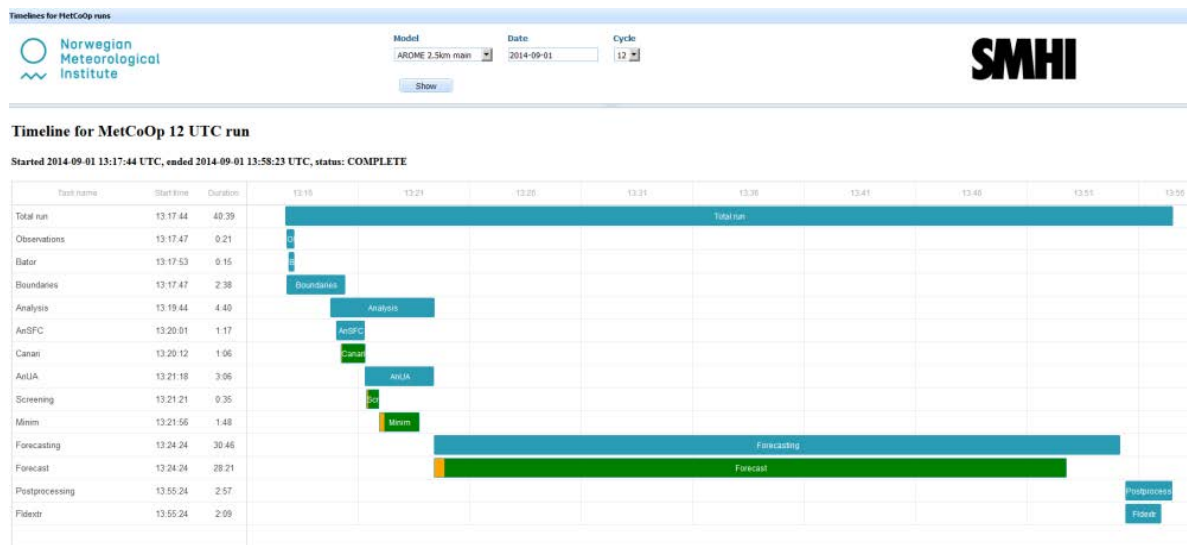 Timelines for MetCoOp runs
Norwegian
Meteorological
Institute
Model Date Cycle
AROME 2.5km main 2014-09-01 12
Show
SMHI
Timeline for MetCoOp 12 UTC run
Started 2014-09-01 13:17:44 UTC, ended 2014-09-01 13:58:23 UTC, status: COMPLETE
Task name Start time Duration 13:16 13:21 13:26 13:31 13:36 13:41 13:46 13:51 13:56
Total run 13:17:44 40:39 Total run
Observations 13:17:47 0:21
Bator 13:17:53 0:15 B
Boundaries 13:17:47 2:38 Boundaries
Analysis 13:19:44 4:40 Analysis
AnSFC 13:20:01 1:17 AnSFC
Canari 13:20:12 1:06 Canari
AnUA 13:21:18 3:06 AnUA
Screening 13:21:21 0:35 Scr
Minim 13:21:56 1:48 Minim
Forecasting 13:24:24 30:46 Forecasting
Forecast 13:24:24 28:21 Forecast
Postprocessing 13:55:24 2:57 Postprocess
Fldextr 13:55:24 2:09 Fldextr